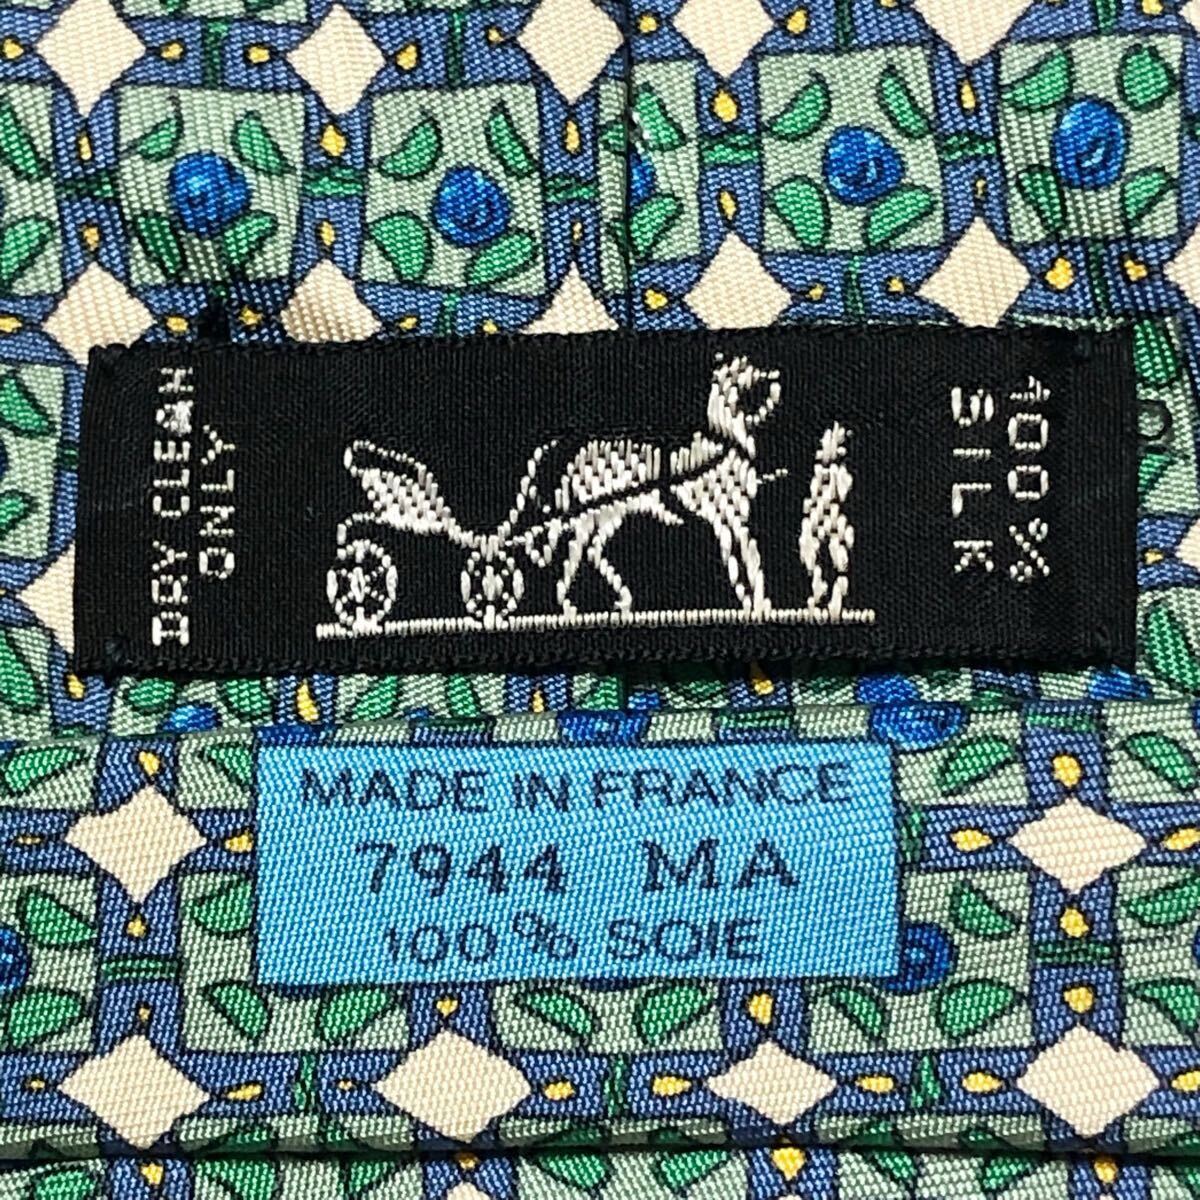 DRY CLEAN
ONLY
100%
SILK
MADE IN FRANCE
7944 MA
100% SOIE